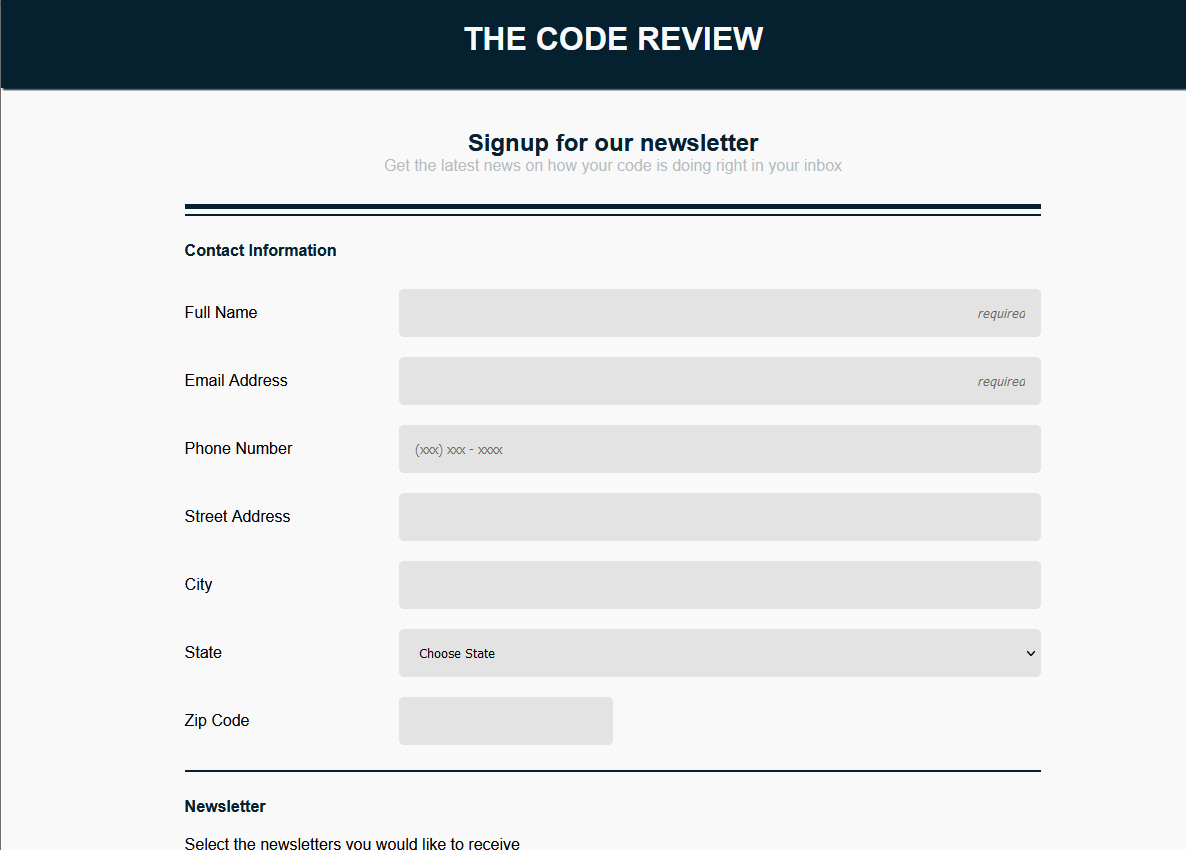 THE CODE REVIEW
Signup for our newsletter
Get the latest news on how your code is doing right in your inbox
Contact Information
Full Name
required
Email Address
required
Phone Number
(xxx) xxx - xxxx
Street Address
City
State
Choose State
Zip Code
Newsletter
Select the newsletters you would like to receive